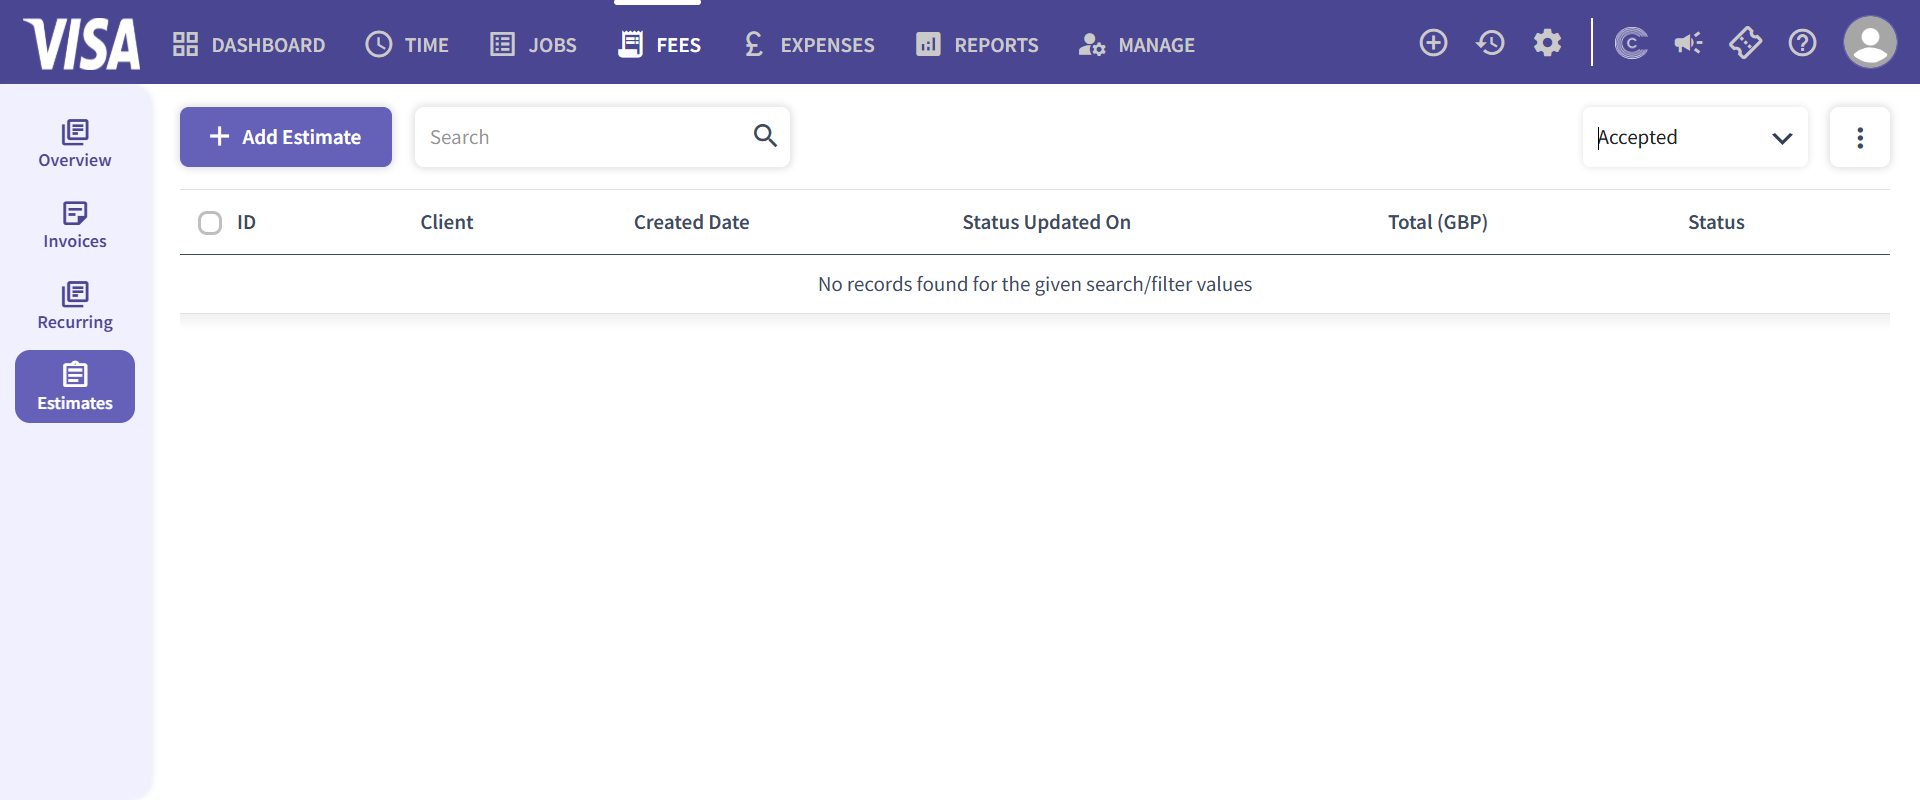 VISA
DASHBOARD
TIME
JOBS
FEES
EXPENSES
REPORTS
MANAGE
Overview
Invoices
Recurring
Estimates
Add Estimate
Search
Accepted
ID
Client
Created Date
Status Updated On
Total (GBP)
Status
No records found for the given search/filter values